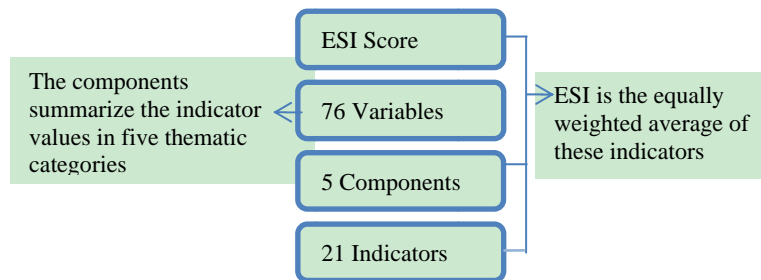 The components
summarize the indicator
values in five thematic
categories
ESI Score
76 Variables
5 Components
21 Indicators
ESI is the equally
weighted average of
these indicators